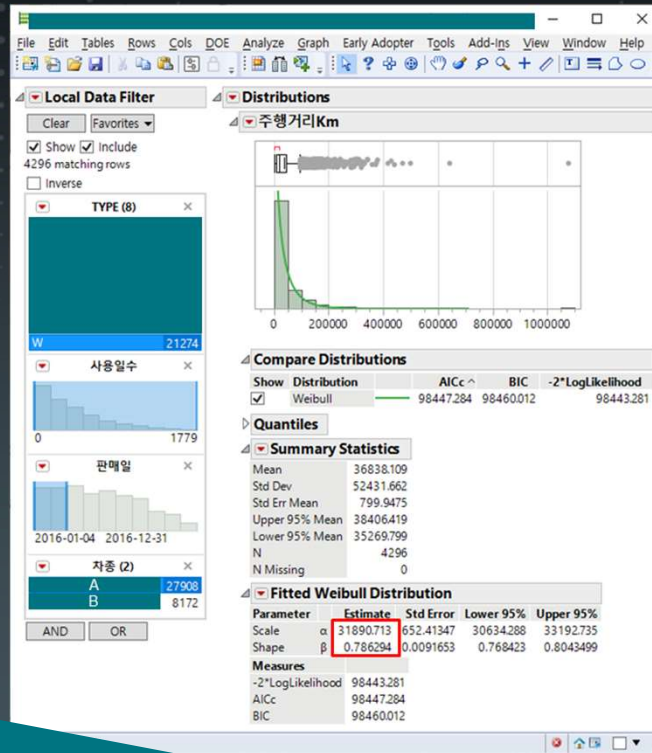 File Edit Tables Rows Cols DOE Analyze Graph Early Adopter Tools Add-Ins View Window Help
Local Data Filter
Clear Favorites
Show Include
4296 matching rows
Inverse
TYPE (8)
W 21274
사용일수
0 1779
판매일
2016-01-04 2016-12-31
차종 (2)
A 27908
B 8172
AND OR
Distributions
주행거리Km
0 200000 400000 600000 800000 1000000
Compare Distributions
Show Distribution AICc ^ BIC -2*LogLikelihood
Weibull 98447.284 98460.012 98443.281
Quantiles
Summary Statistics
Mean 36838.109
Std Dev 52431.662
Std Err Mean 799.9475
Upper 95% Mean 38406.419
Lower 95% Mean 35269.799
N 4296
N Missing 0
Fitted Weibull Distribution
Parameter Estimate Std Error Lower 95% Upper 95%
Scale α 31890.713 652.41347 30634.288 33192.735
Shape β 0.786294 0.0091653 0.768423 0.8043499
Measures
-2*LogLikelihood 98443.281
AICc 98447.284
BIC 98460.012